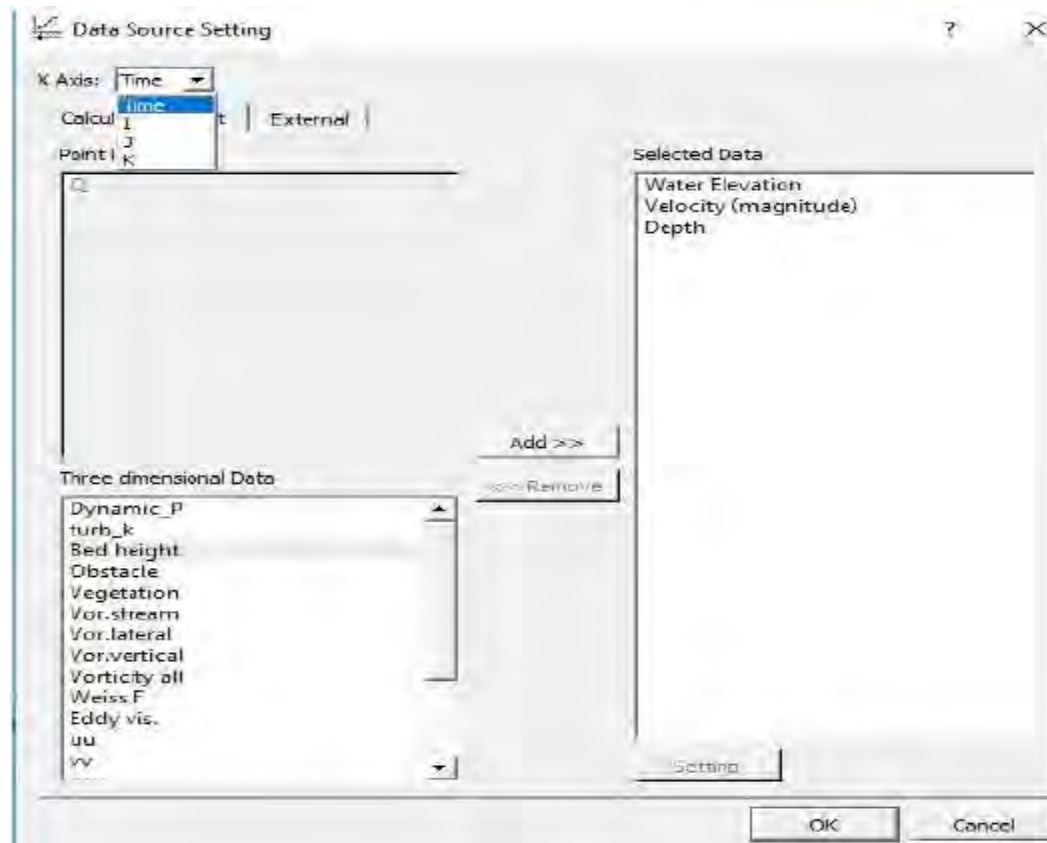 Data Source Setting
?
X Axis: Time
Time
I
J
K
Calcul
t
External
Point
Q
Selected Data
Water Elevation
Velocity (magnitude)
Depth
Add >>
<< Remove
Three dimensional Data
Dynamic_P
turb_k
Bed height
Obstacle
Vegetation
Vor.stream
Vor.lateral
Vor.vertical
Vorticity all
Weiss F
Eddy vis.
uu
vv
Setting
OK
Cancel